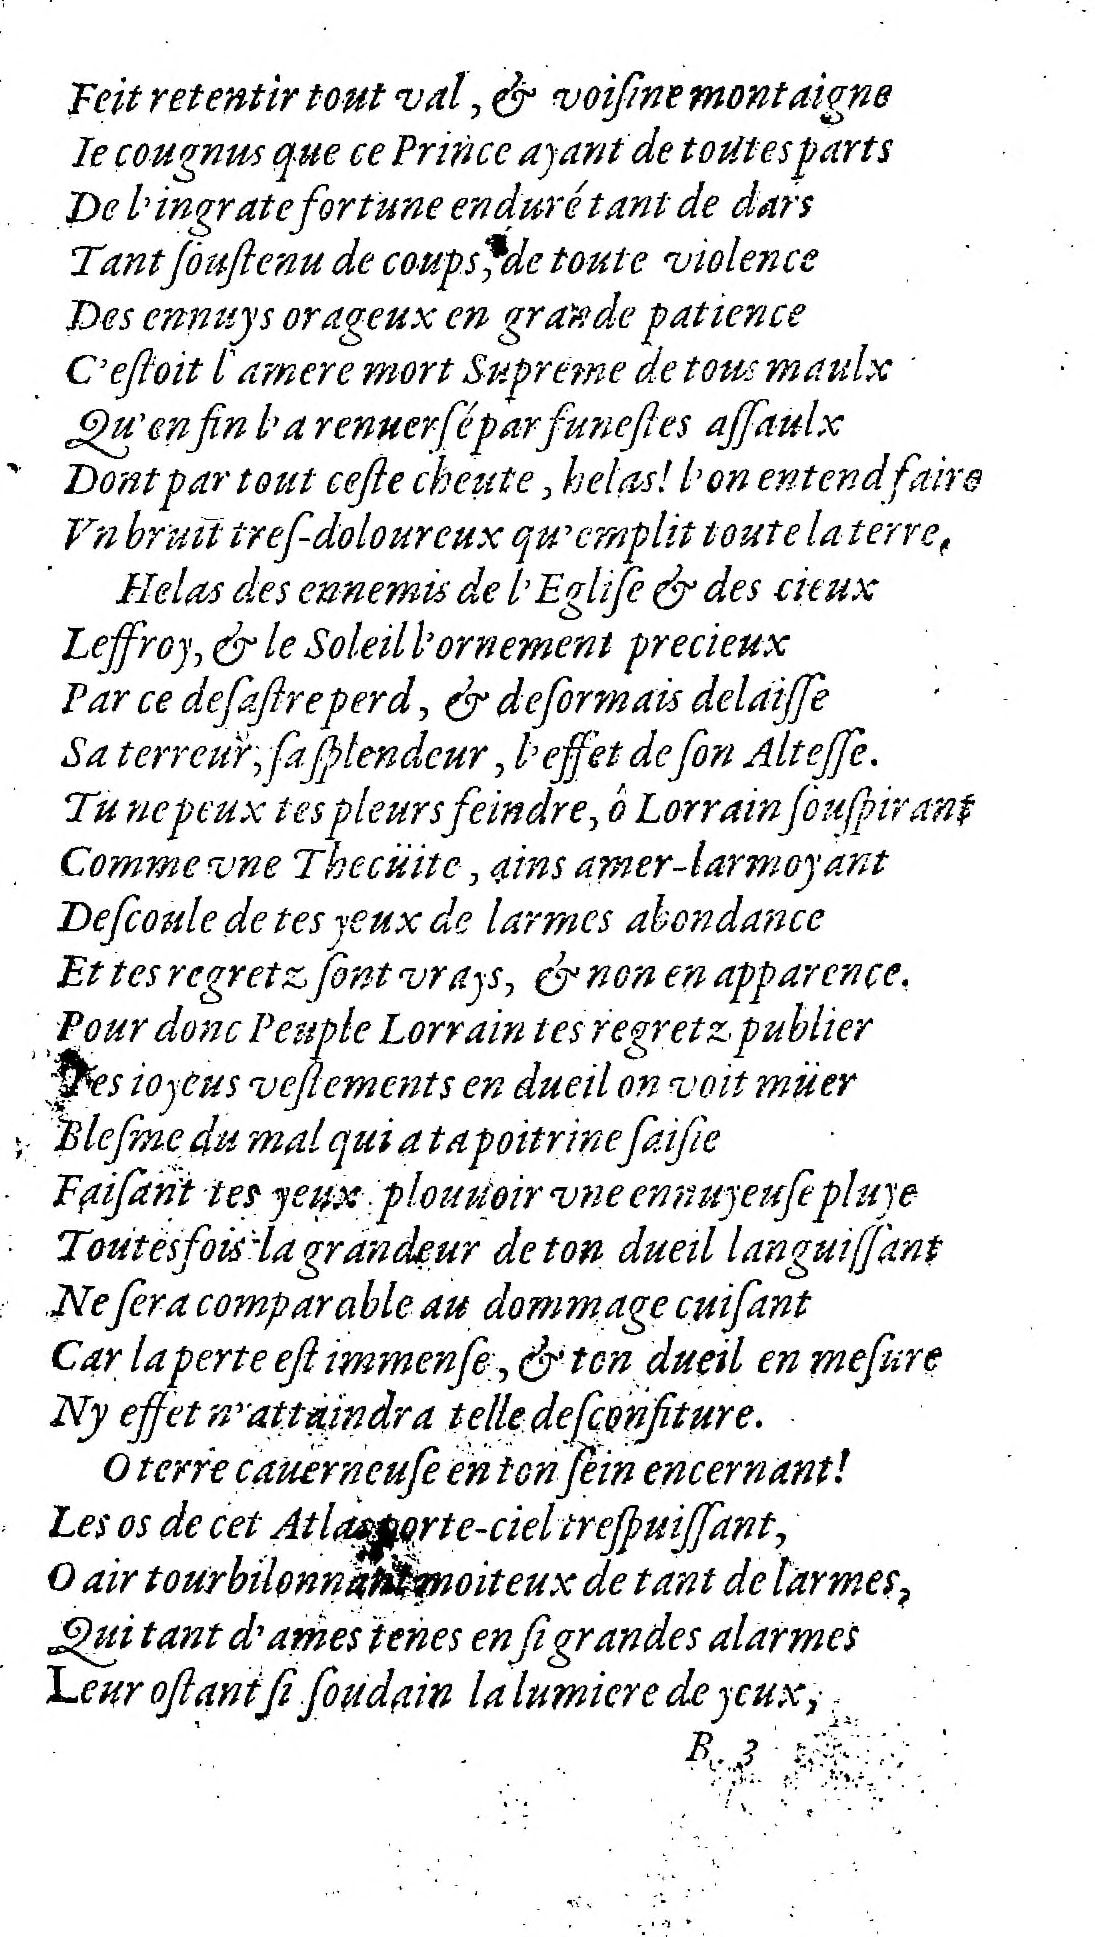 Feit retentir tout val, & voiſine montaigne
Ie cougnus que ce Prince ayant de toutes parts
De l'ingrate fortune enduré tant de dars
Tant ſouſtenu de coups, de toute violence
Des ennuys orageux en grande patience
C'eſtoit l'amere mort Supreme de tous maulx
Qu'en fin l'a renuerſé par funeſtes aſſaulx
Dont par tout ceſte cheute, helas! l'on entend faire
Vn bruit treſ-doloureux qu'emplit toute la terre,
Helas des ennemis de l'Egliſe & des cieux
Leffroy, & le Soleil l'ornement precieux
Par ce deſaſtre perd, & deſormais delaiſſe
Sa terreur, ſa ſplendeur, l'effet de ſon Alteſſe.
Tu ne peux tes pleurs feindre, ô Lorrain ſouſpirant
Comme vne Thecüite, ains amer-larmoyant
Deſcoule de tes yeux de larmes abondance
Et tes regretz ſont vrays, & non en apparence.
Pour donc Peuple Lorrain tes regretz publier
Tes ioyeus veſtements en dueil on voit müer
Bleſme du mal qui a ta poitrine ſaiſie
Faiſant tes yeux plouuoir vne ennuyeuſe pluye
Toutesfois la grandeur de ton dueil languiſſant
Ne ſera comparable au dommage cuiſant
Car la perte eſt immenſe, & ton dueil en meſure
Ny effet n'attaindra telle deſconfiture.
O terre cauerneuſe en ton ſein encernant!
Les os de cet Atlas porte-ciel treſpuiſſant,
O air tourbilonnant moiteux de tant de larmes,
Qui tant d'ames tenes en ſi grandes alarmes
Leur oſtant ſi ſoudain la lumiere de yeux,
B 3